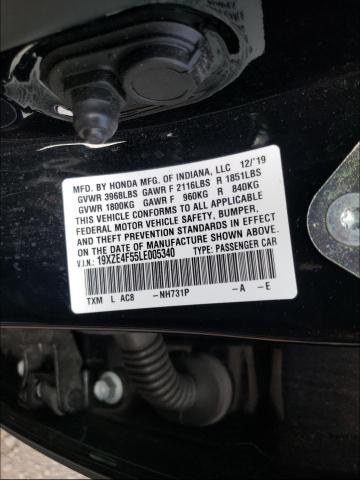 MFD. BY HONDA MFG. OF INDIANA, LLC 12/'19
GVWR 3968LBS GAWR F 2116LBS R 1851LBS
GVWR 1800KG GAWR F 960KG R 840KG
THIS VEHICLE CONFORMS TO ALL APPLICABLE
FEDERAL MOTOR VEHICLE SAFETY, BUMPER,
AND THEFT PREVENTION STANDARDS IN EFFECT
ON THE DATE OF MANUFACTURE SHOWN ABOVE.
V.I.N.: 19XZE4F55LE005340 TYPE: PASSENGER CAR
TXM L AC8 -NH731P -A -E